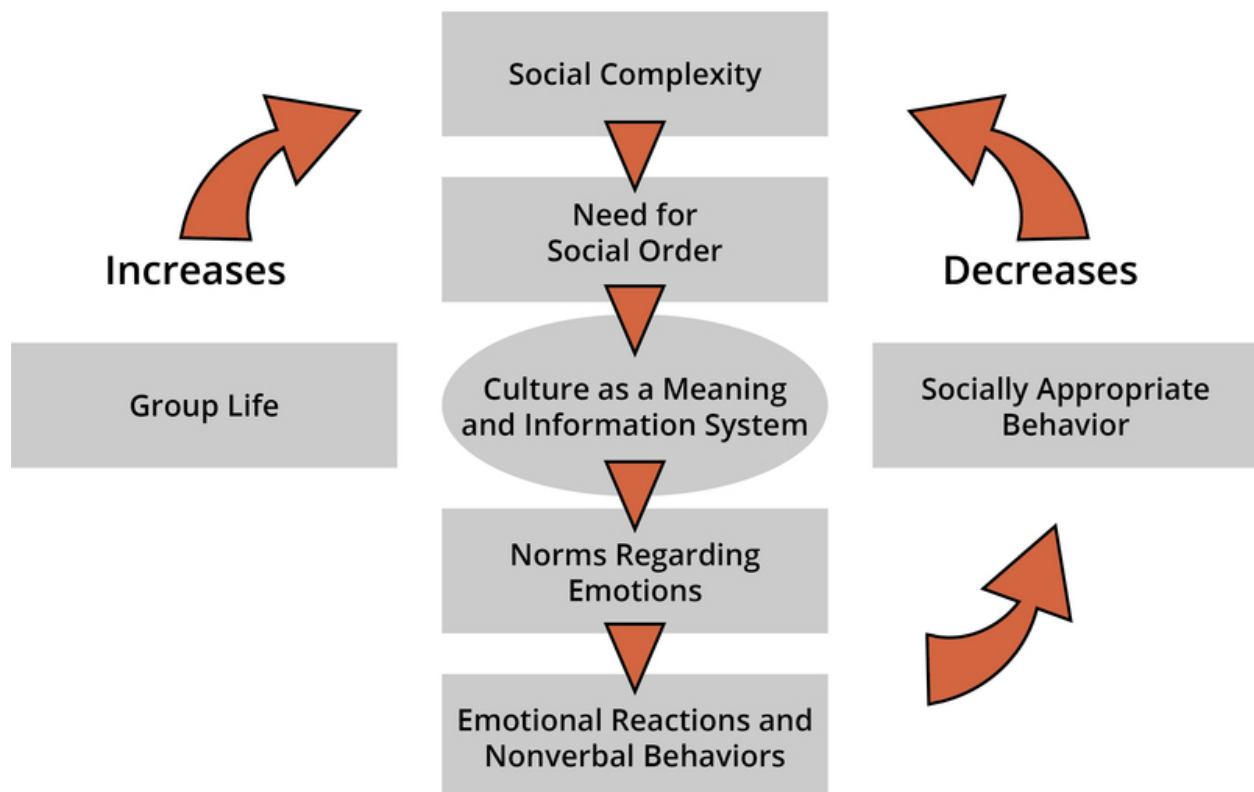 Social Complexity
Need for
Social Order
Increases
Decreases
Group Life
Culture as a Meaning
and Information System
Socially Appropriate
Behavior
Norms Regarding
Emotions
Emotional Reactions and
Nonverbal Behaviors